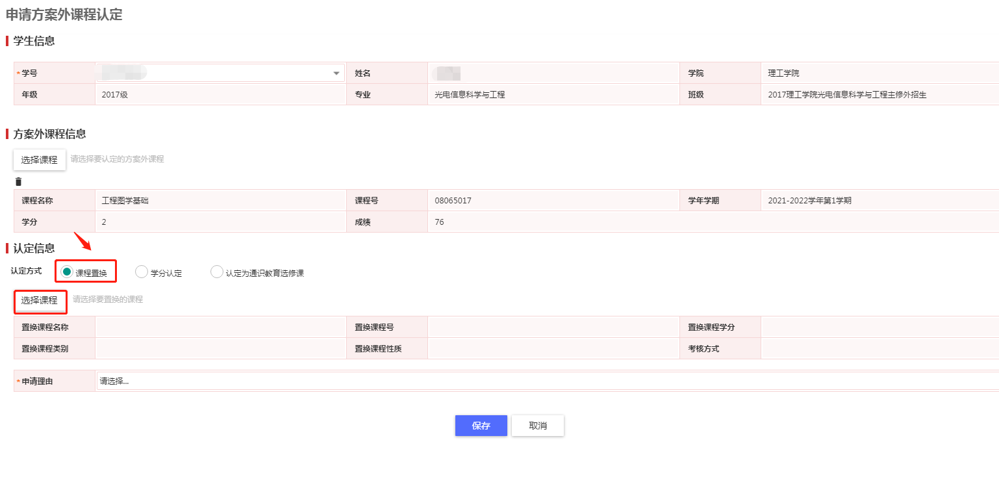 申请方案外课程认定
学生信息
*学号 姓名 学院 理工学院
年级 2017级 专业 光电信息科学与工程 班级 2017理工学院光电信息科学与工程主修外招生
方案外课程信息
选择课程 请选择要认定的方案外课程
课程名称 工程图学基础 课程号 08065017 学年学期 2021-2022学年第1学期
学分 2 成绩 76
认定信息
认定方式 课程置换 学分认定 认定为通识教育选修课
选择课程 请选择要置换的课程
置换课程名称 置换课程号 置换课程学分
置换课程类别 置换课程性质 考核方式
*申请理由 请选择...
保存 取消